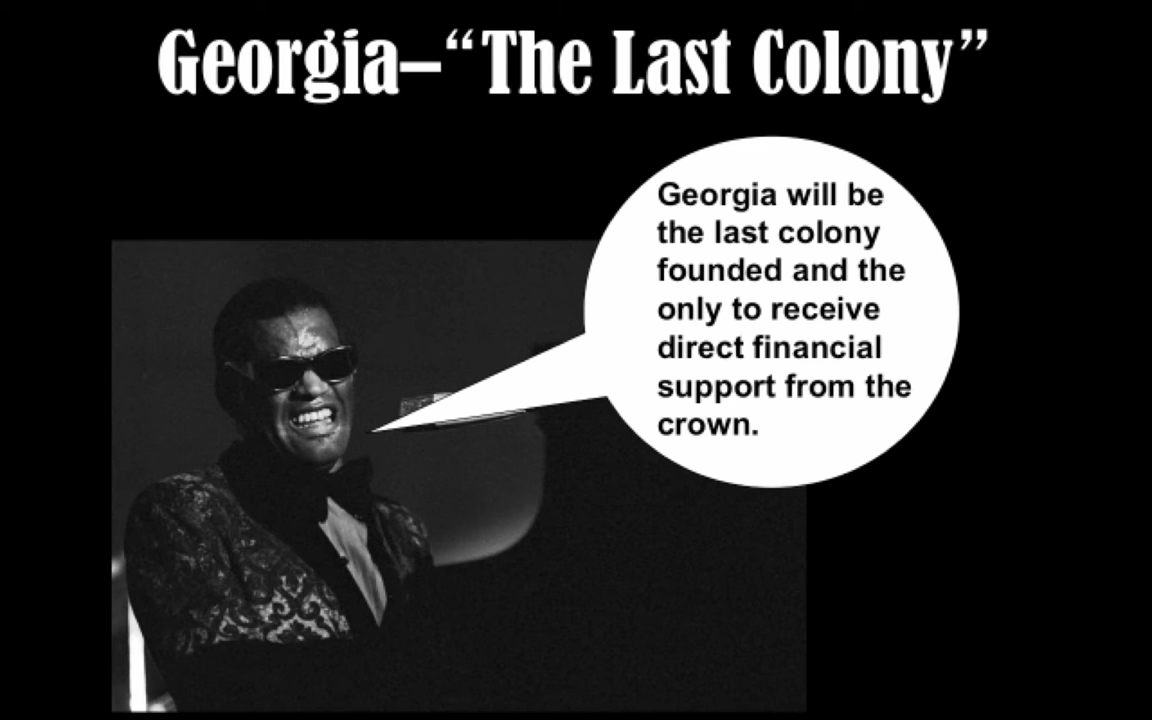 Georgia–“The Last Colony”
Georgia will be
the last colony
founded and the
only to receive
direct financial
support from the
crown.